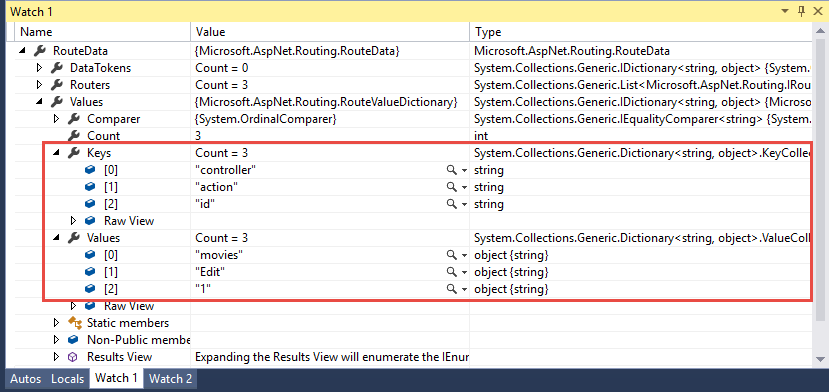 Watch 1
Name Value Type
RouteData {Microsoft.AspNet.Routing.RouteData} Microsoft.AspNet.Routing.RouteData
DataTokens Count = 0 System.Collections.Generic.IDictionary<string, object> {System.
Routers Count = 3 System.Collections.Generic.List<Microsoft.AspNet.Routing.IRou
Values {Microsoft.AspNet.Routing.RouteValueDictionary} System.Collections.Generic.IDictionary<string, object> {Microso
Comparer {System.OrdinalComparer} System.Collections.Generic.IEqualityComparer<string> {System.
Count 3 int
Keys Count = 3 System.Collections.Generic.Dictionary<string, object>.KeyCollec
[0] "controller" string
[1] "action" string
[2] "id" string
Raw View
Values Count = 3 System.Collections.Generic.Dictionary<string, object>.ValueColl
[0] "movies" object {string}
[1] "Edit" object {string}
[2] "1" object {string}
Raw View
Static members
Non-Public membe
Results View Expanding the Results View will enumerate the IEnum
Autos Locals Watch 1 Watch 2